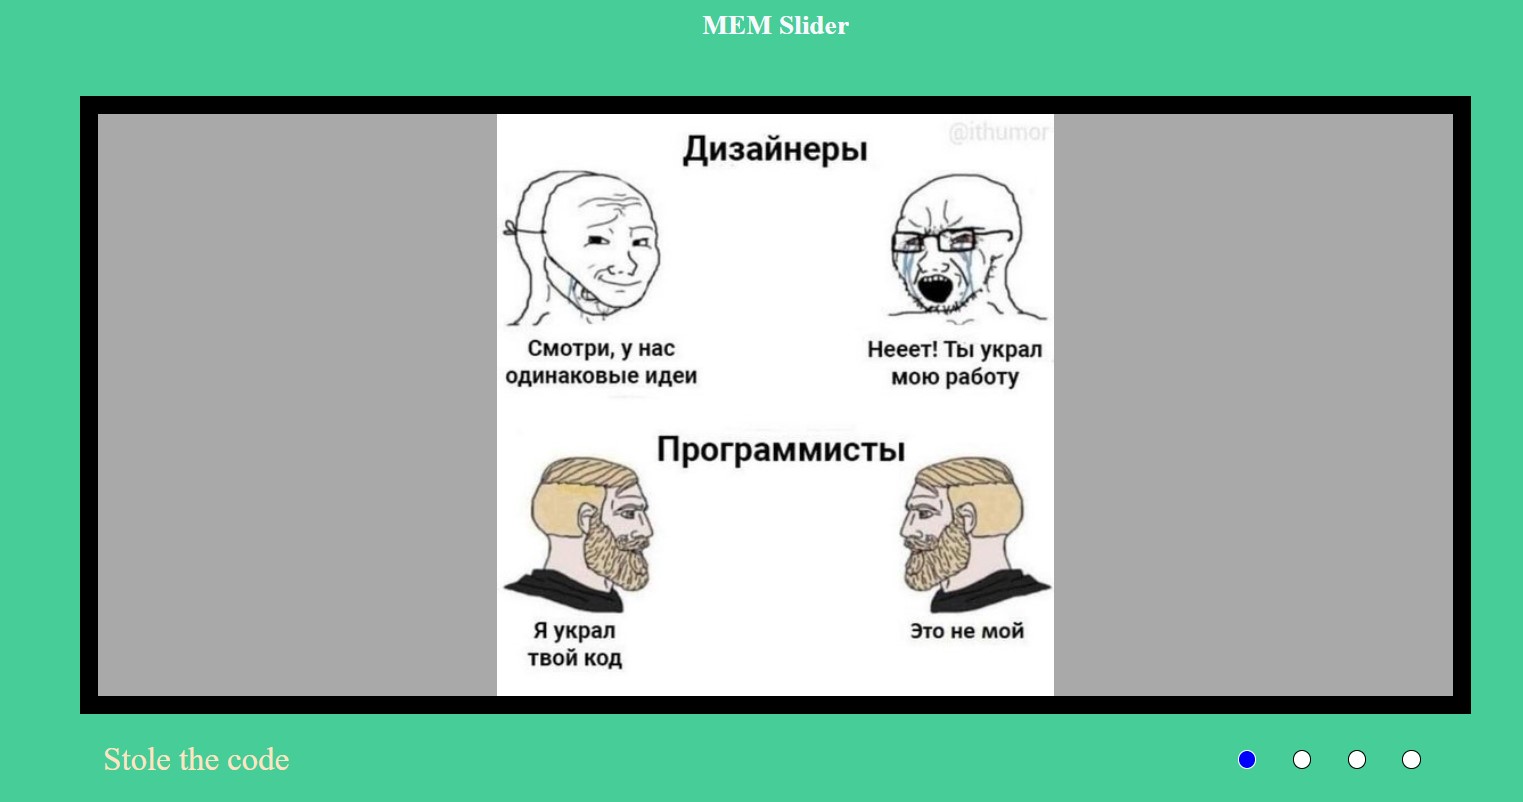 MEM Slider
@ithumor
Дизайнеры
Смотри, у нас
одинаковые идеи
Нееет! Ты украл
мою работу
Программисты
Я украл
твой код
Это не мой
Stole the code